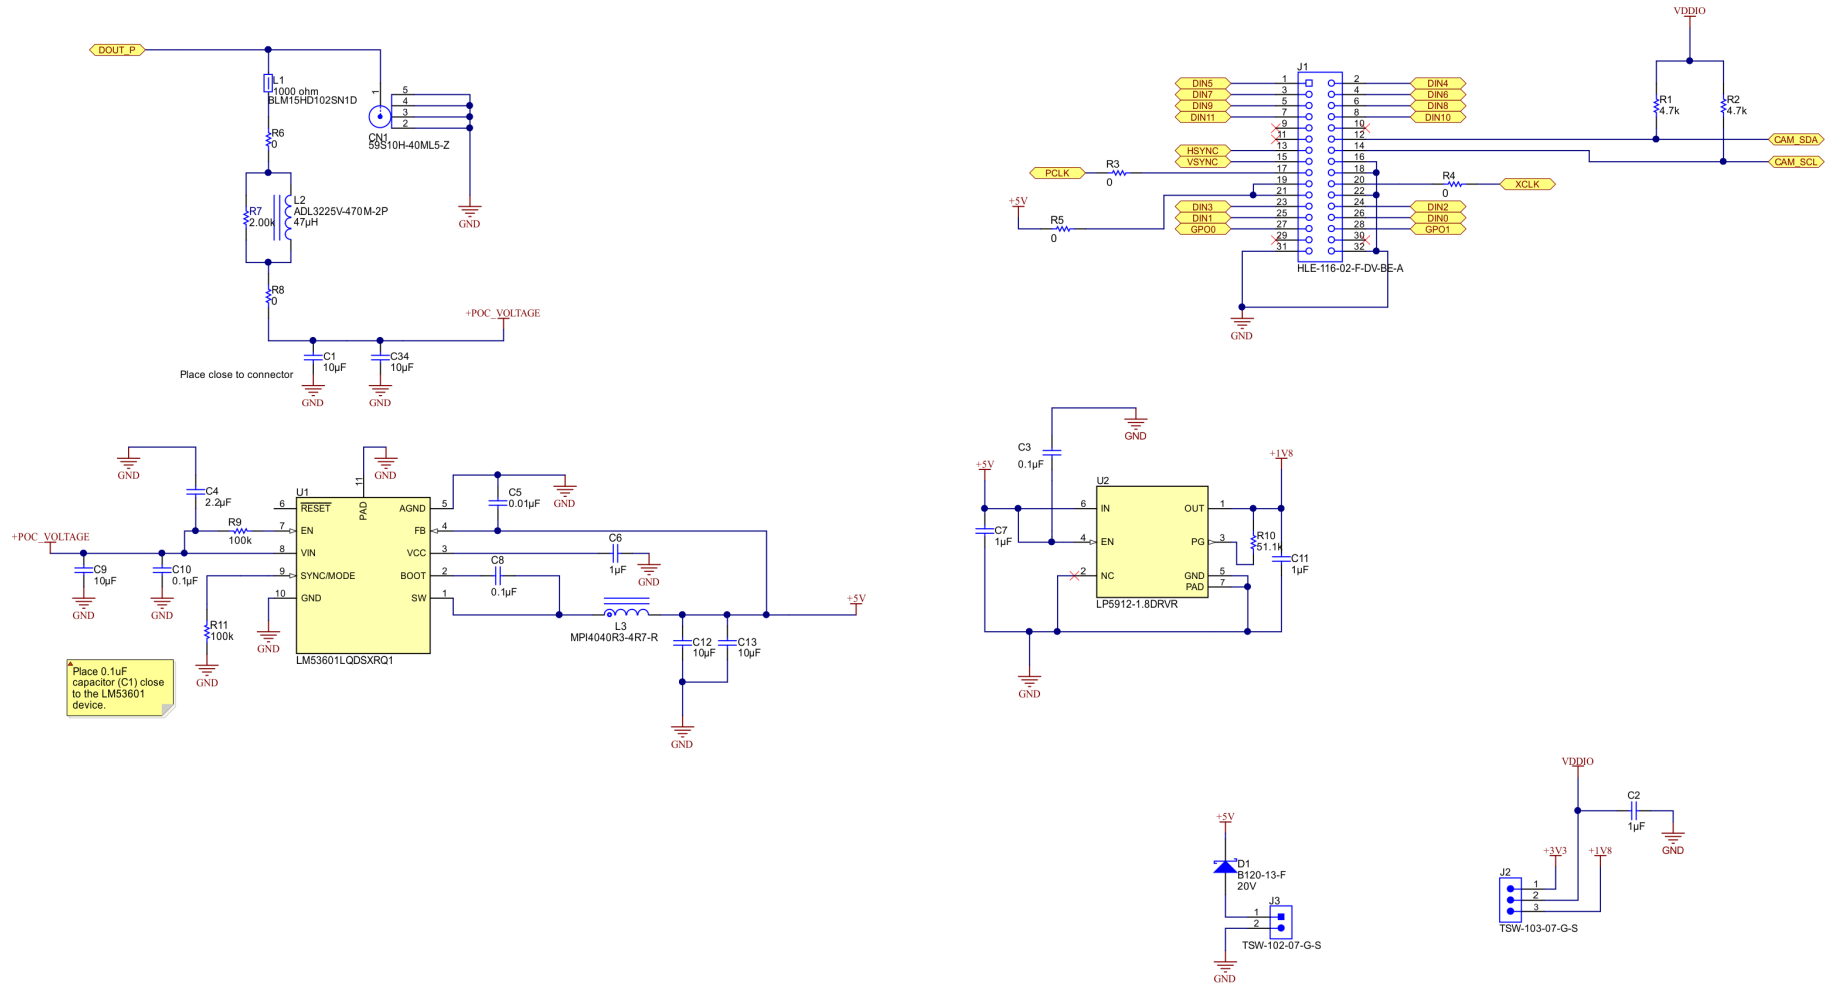 DOUT_P
L1
1000 ohm
BLM15HD102SN1D
R6
0
1
5
4
3
2
CN1
59S10H-40ML5-Z
GND
R7
2.00k
L2
ADL3225V-470M-2P
47µH
R8
0
+POC_VOLTAGE
C1
10µF
C34
10µF
Place close to connector
GND
GND
VDDIO
R1
4.7k
R2
4.7k
CAM_SDA
CAM_SCL
J1
DIN5 1 2 DIN4
DIN7 3 4 DIN6
DIN9 5 6 DIN8
DIN11 7 8 DIN10
9 10
11 12
HSYNC 13 14
VSYNC 15 16
PCLK R3 0 17 18
19 20 R4 0 XCLK
21 22
DIN3 23 24 DIN2
DIN1 25 26 DIN0
GPO0 27 28 GPO1
29 30
31 32
+5V
R5
0
HLE-116-02-F-DV-BE-A
GND
GND
GND
C4
2.2µF
R9
100k
+POC_VOLTAGE
C9
10µF
C10
0.1µF
GND
GND
R11
100k
GND
GND
U1
11
PAD
6 RESET
7 EN
8 VIN
9 SYNC/MODE
10 GND
AGND 5
FB 4
VCC 3
BOOT 2
SW 1
LM53601LQDSXRQ1
C5
0.01µF
GND
C6
1µF
GND
C8
0.1µF
L3
MPI4040R3-4R7-R
C12
10µF
C13
10µF
GND
+5V
Place 0.1uF
capacitor (C1) close
to the LM53601
device.
GND
C3
0.1µF
+5V
C7
1µF
U2
6 IN
4 EN
2 NC
OUT 1
PG 3
GND 5
PAD 7
LP5912-1.8DRVR
+1V8
R10
51.1k
C11
1µF
GND
+5V
D1
B120-13-F
20V
J3
1
2
TSW-102-07-G-S
GND
VDDIO
C2
1µF
GND
+3V3
+1V8
J2
1
2
3
TSW-103-07-G-S